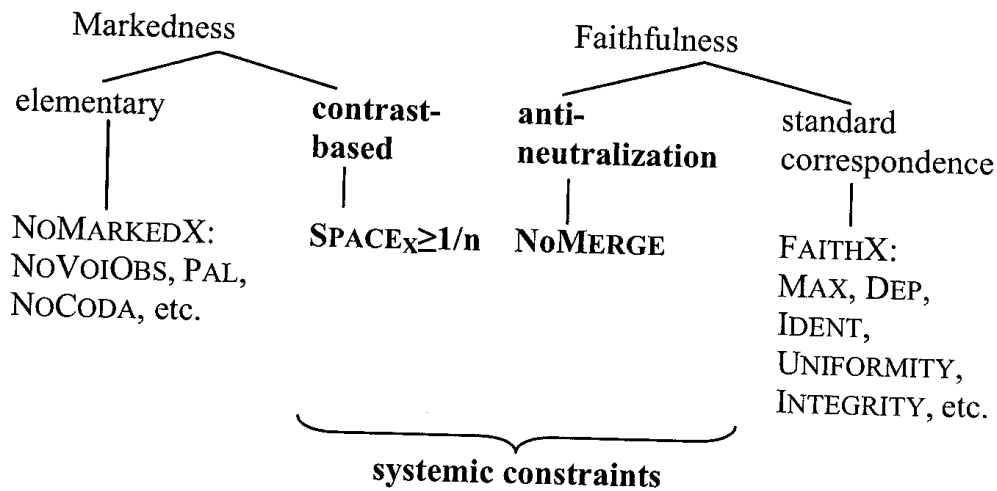 Markedness
Faithfulness
elementary
contrast-
based
anti-
neutralization
standard
correspondence
NOMARKEDX:
NOVOIOBS, PAL,
NOCODA, etc.
SPACEX≥1/n
NOMERGE
FAITHX:
MAX, DEP,
IDENT,
UNIFORMITY,
INTEGRITY, etc.
systemic constraints